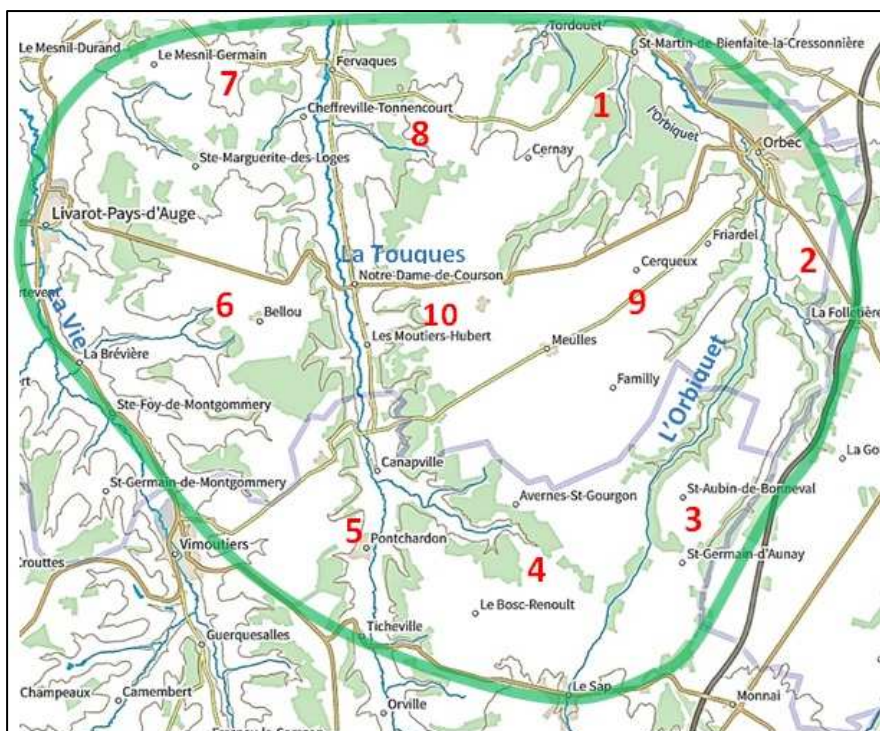 Tordouet
Le Mesnil-Durand
St-Martin-de-Bienfaite-la-Cressonnière
Le Mesnil-Germain
Fervaques
7
1
Cheffreville-Tonnencourt
l'Orbiquet
8
Orbec
Cernay
Ste-Marguerite-des-Loges
Livarot-Pays-d'Auge
Friardel
La Touques
2
Cerqueux
Notre-Dame-de-Courson
9
La Vie
6
10
Bellou
La Folletière
Les Moutiers-Hubert
Meulles
La Brévière
Familly
L'Orbiquet
Ste-Foy-de-Montgommery
Canapville
La Go
St-Germain-de-Montgommery
St-Aubin-de-Bonneval
Avernes-St-Gourgon
3
5
Pontchardon
Vimoutiers
Crouttes
St-Germain-d'Aunay
4
Le Bosc-Renoult
Ticheville
Guerquesalles
Champeaux
Camembert
Le Sap
Monnai
Orville